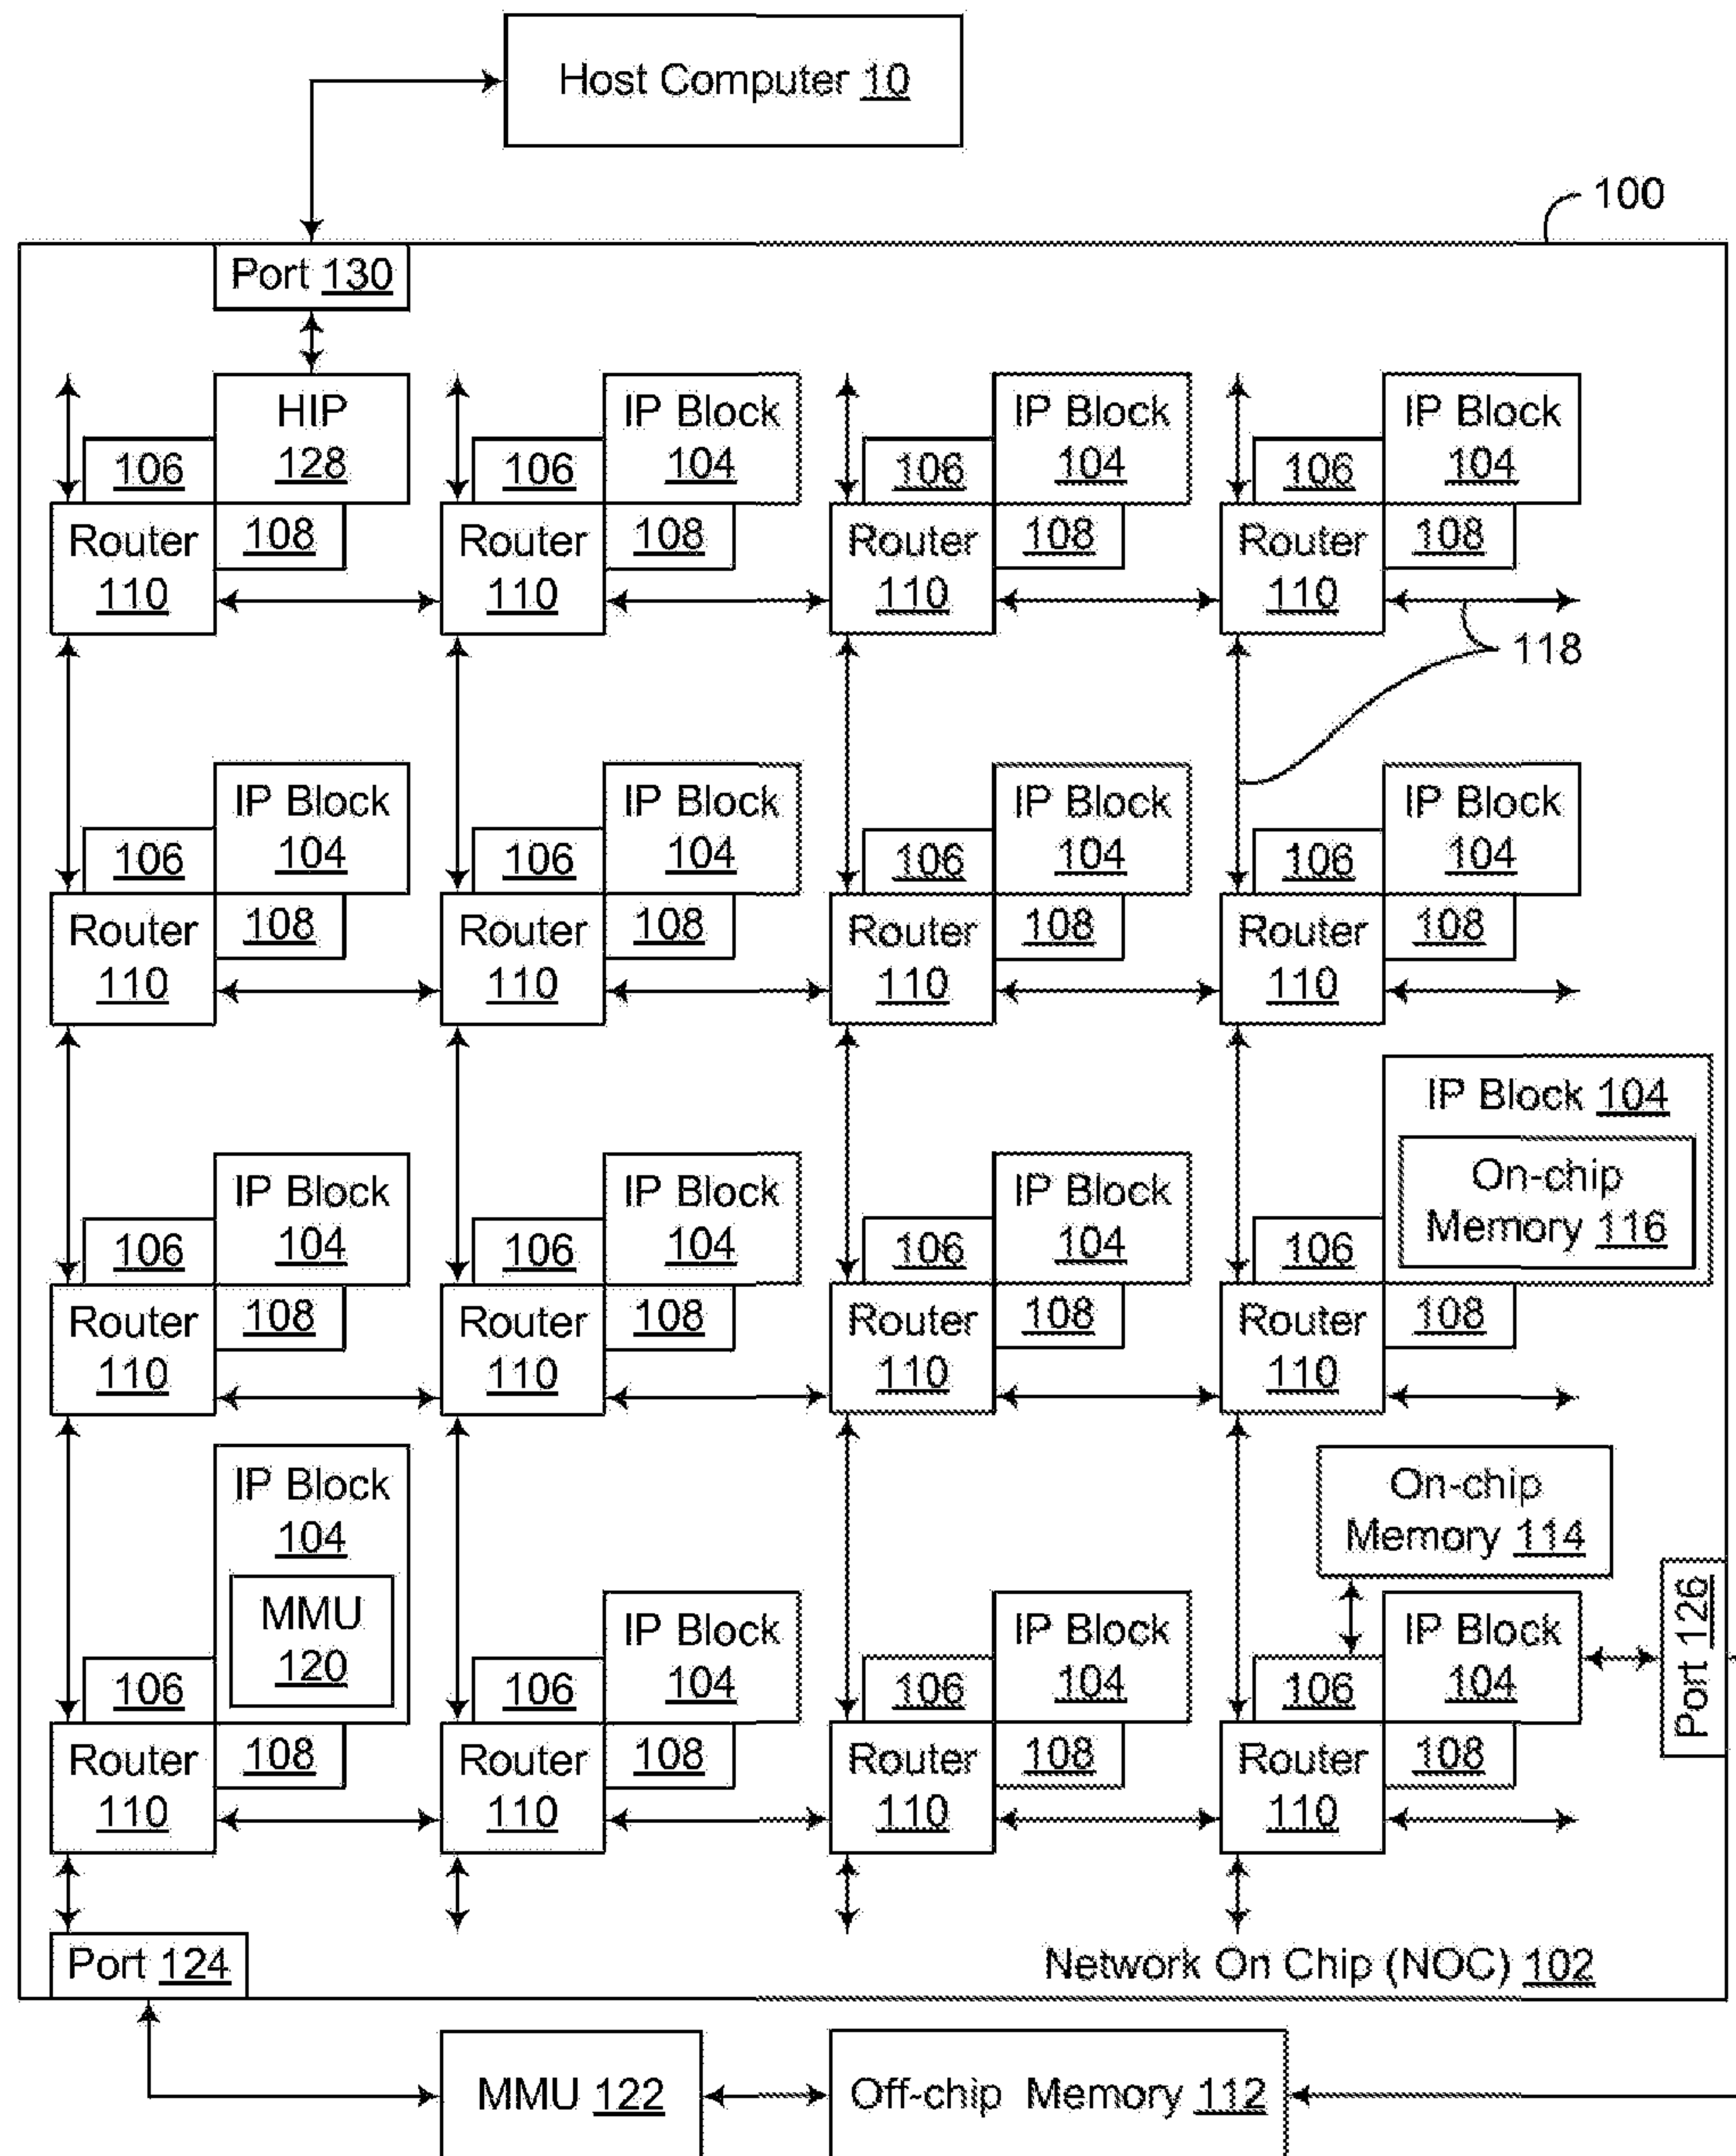 Host Computer 10
100
Port 130
HIP
128
106
Router
110
108
IP Block
104
106
Router
110
108
IP Block
104
106
Router
110
108
IP Block
104
106
Router
110
108
118
IP Block
104
106
Router
110
108
IP Block
104
106
Router
110
108
IP Block
104
106
Router
110
108
IP Block
104
106
Router
110
108
IP Block
104
106
Router
110
108
IP Block
104
106
Router
110
108
IP Block
104
106
Router
110
108
IP Block 104
On-chip
Memory 116
106
Router
110
108
IP Block
104
MMU
120
106
Router
110
108
IP Block
104
106
Router
110
108
IP Block
104
106
Router
110
108
On-chip
Memory 114
IP Block
104
106
Router
110
108
Port 126
Port 124
Network On Chip (NOC) 102
MMU 122
Off-chip Memory 112